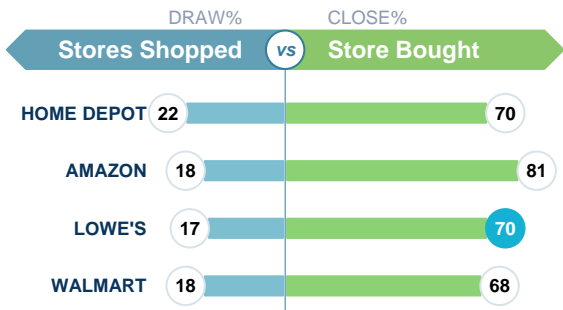 DRAW% CLOSE%
Stores Shopped vs Store Bought
HOME DEPOT 22 70
AMAZON 18 81
LOWE'S 17 70
WALMART 18 68